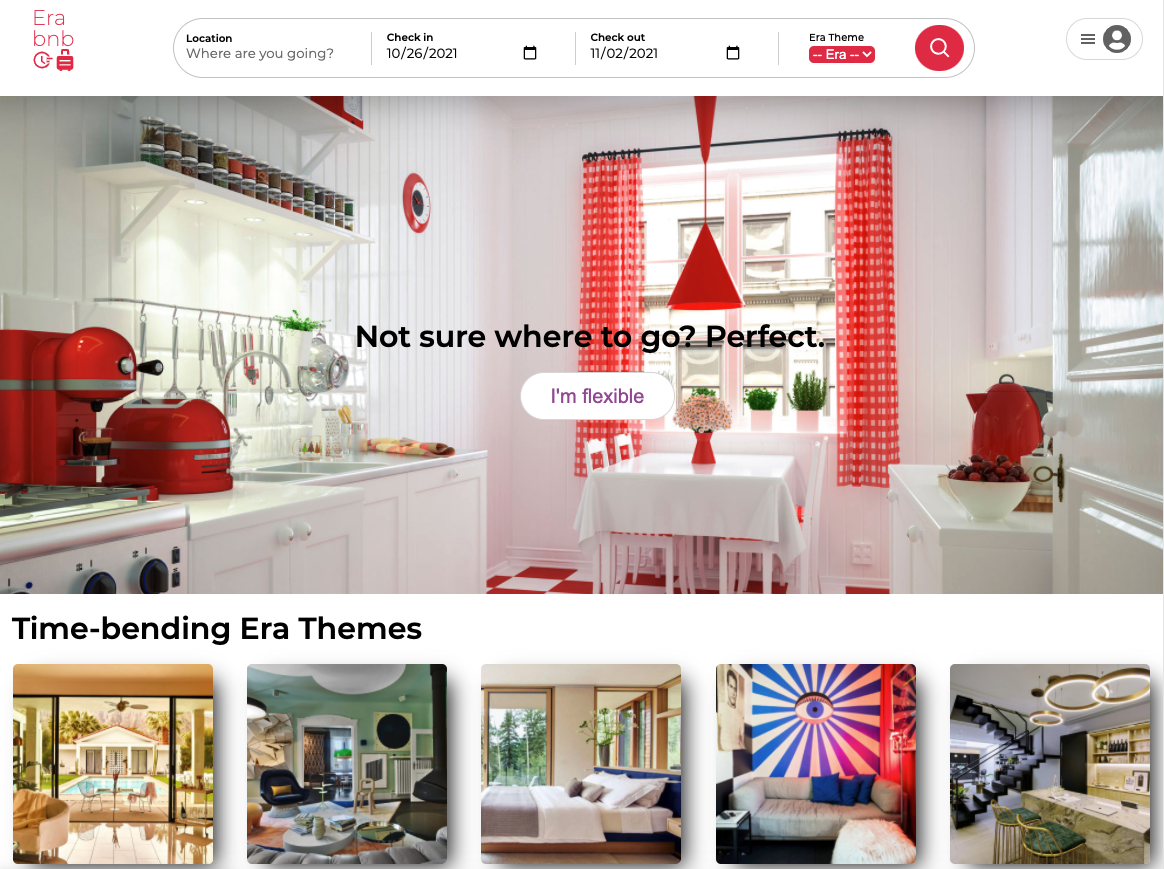 Era
bnb
Location
Where are you going?
Check in
10/26/2021
Check out
11/02/2021
Era Theme
-- Era --
Not sure where to go? Perfect.
I'm flexible
Time-bending Era Themes